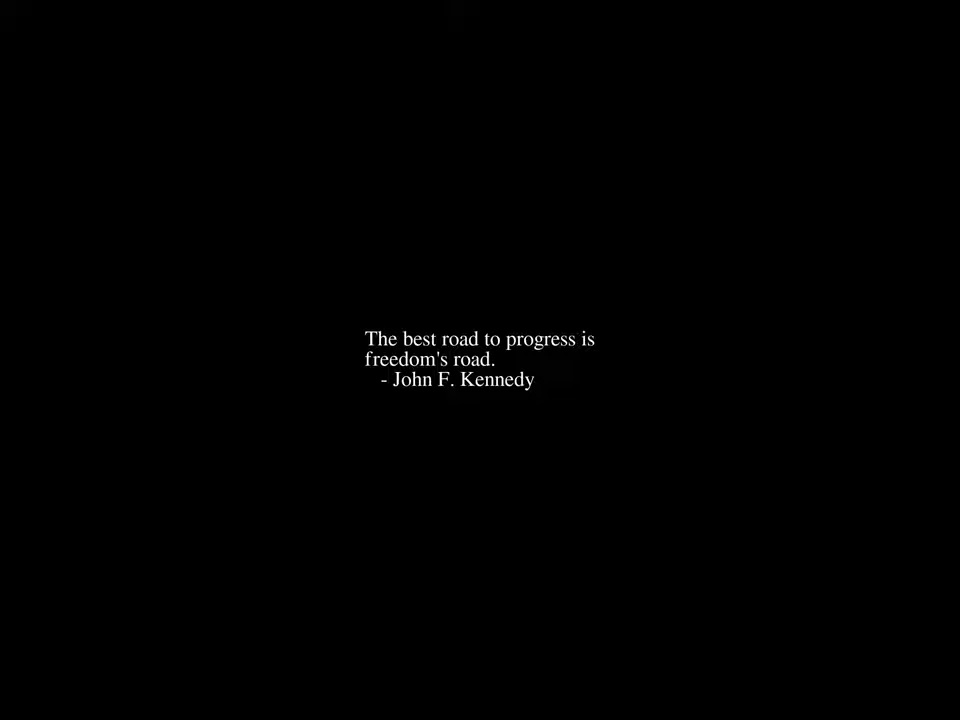 The best road to progress is
freedom's road.
- John F. Kennedy